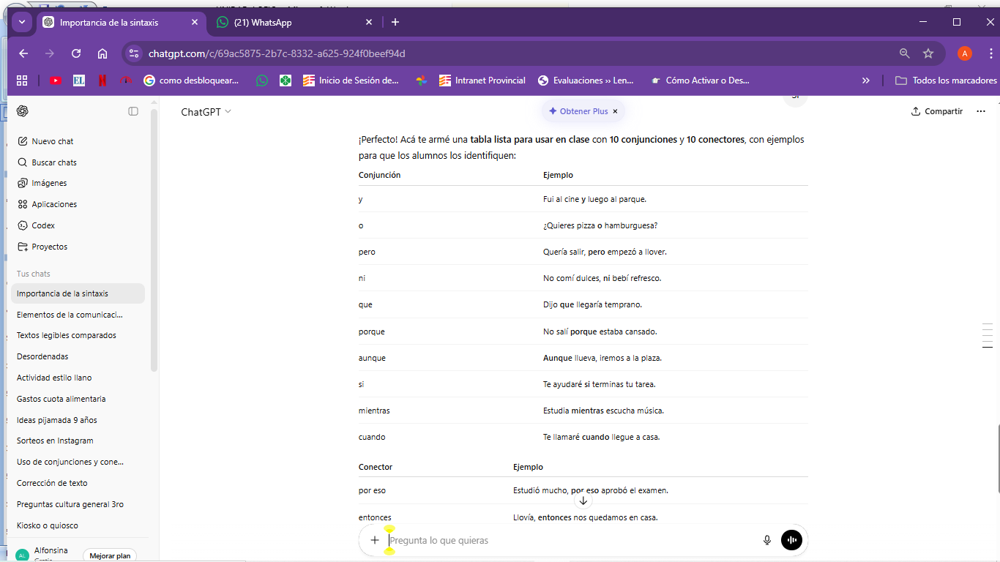 Importancia de la sintaxis
(21) WhatsApp
chatgpt.com/c/69ac5875-2b7c-8332-a625-924f0beef94d
A
EL
como desbloquear...
Inicio de Sesión de...
Intranet Provincial
Evaluaciones ›› Len...
Cómo Activar o Des...
»
Todos los marcadores
ChatGPT
Obtener Plus
Compartir
Nuevo chat
Buscar chats
Imágenes
Aplicaciones
Codex
Proyectos
Tus chats
Importancia de la sintaxis
Elementos de la comunicaci...
Textos legibles comparados
Desordenadas
Actividad estilo llano
Gastos cuota alimentaria
Ideas pijamada 9 años
Sorteos en Instagram
Uso de conjunciones y cone...
Corrección de texto
Preguntas cultura general 3ro
Kiosko o quiosco
AL
Alfonsina
Mejorar plan
¡Perfecto! Acá te armé una tabla lista para usar en clase con 10 conjunciones y 10 conectores, con ejemplos
para que los alumnos los identifiquen:
Conjunción Ejemplo
y Fui al cine y luego al parque.
o ¿Quieres pizza o hamburguesa?
pero Quería salir, pero empezó a llover.
ni No comí dulces, ni bebí refresco.
que Dijo que llegaría temprano.
porque No salí porque estaba cansado.
aunque Aunque llueva, iremos a la plaza.
si Te ayudaré si terminas tu tarea.
mientras Estudia mientras escucha música.
cuando Te llamaré cuando llegue a casa.
Conector Ejemplo
por eso Estudió mucho, por eso aprobó el examen.
entonces Llovía, entonces nos quedamos en casa.
Pregunta lo que quieras